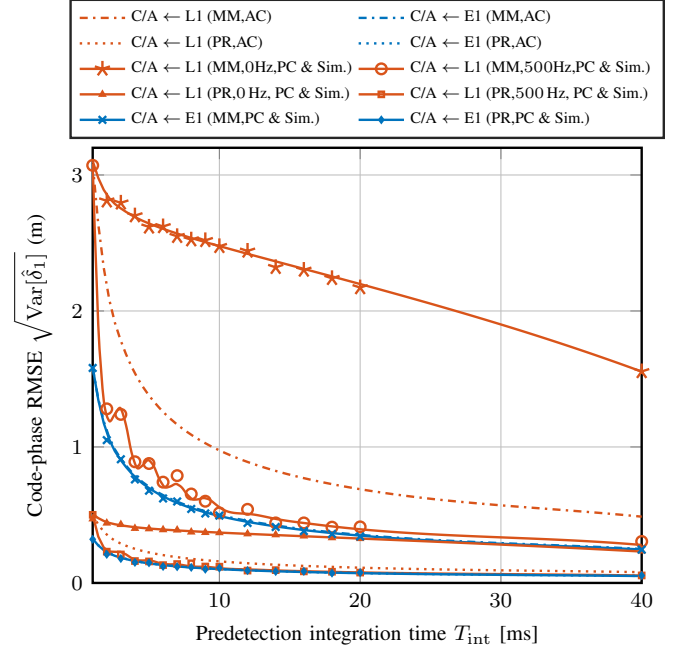 C/A ← L1 (MM,AC) C/A ← E1 (MM,AC)
C/A ← L1 (PR,AC) C/A ← E1 (PR,AC)
C/A ← L1 (MM,0Hz,PC & Sim.) C/A ← L1 (MM,500Hz,PC & Sim.)
C/A ← L1 (PR,0 Hz, PC & Sim.) C/A ← L1 (PR,500 Hz, PC & Sim.)
C/A ← E1 (MM,PC & Sim.) C/A ← E1 (PR,PC & Sim.)
3
2
1
0
Code-phase RMSE √Var[δ̂₁] (m)
10 20 30 40
Predetection integration time T_int [ms]